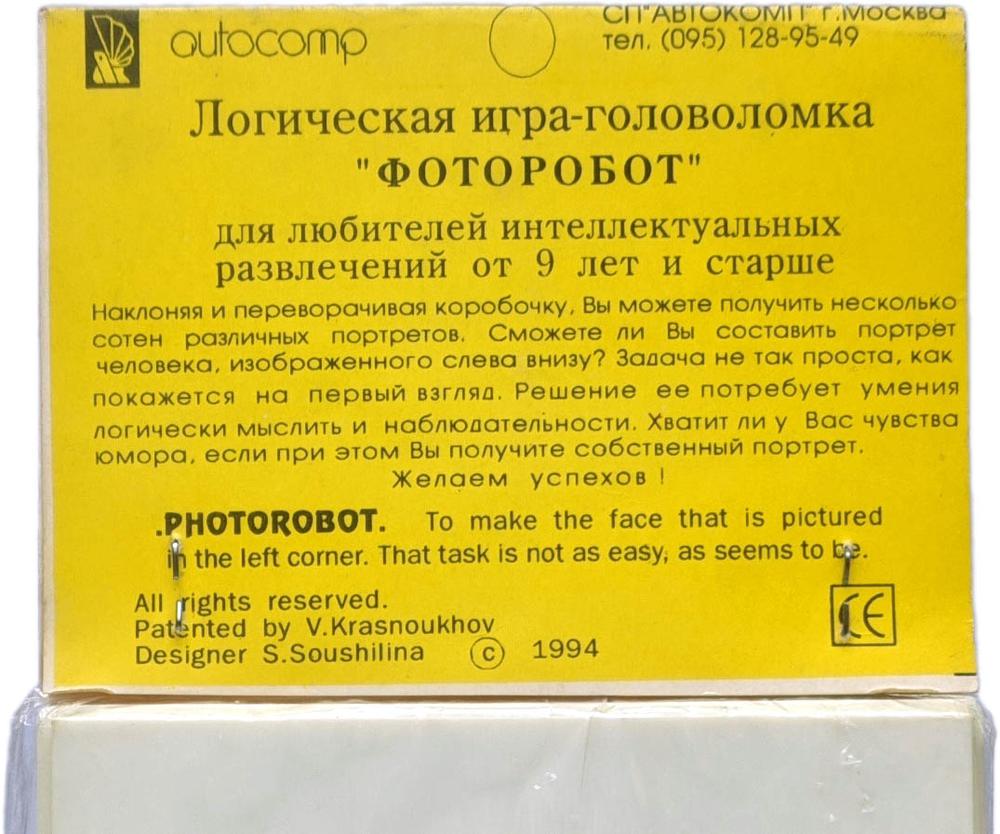 autocomp
СП"АВТОКОМП" г.Москва
тел. (095) 128-95-49
Логическая игра-головоломка
"ФОТОРОБОТ"
для любителей интеллектуальных
развлечений от 9 лет и старше
Наклоняя и переворачивая коробочку, Вы можете получить несколько
сотен различных портретов. Сможете ли Вы составить портрет
человека, изображенного слева внизу? Задача не так проста, как
покажется на первый взгляд. Решение ее потребует умения
логически мыслить и наблюдательности. Хватит ли у Вас чувства
юмора, если при этом Вы получите собственный портрет.
Желаем успехов !
.PHOTOROBOT. To make the face that is pictured
in the left corner. That task is not as easy, as seems to be.
All rights reserved.
Patented by V.Krasnoukhov
Designer S.Soushilina © 1994
CE